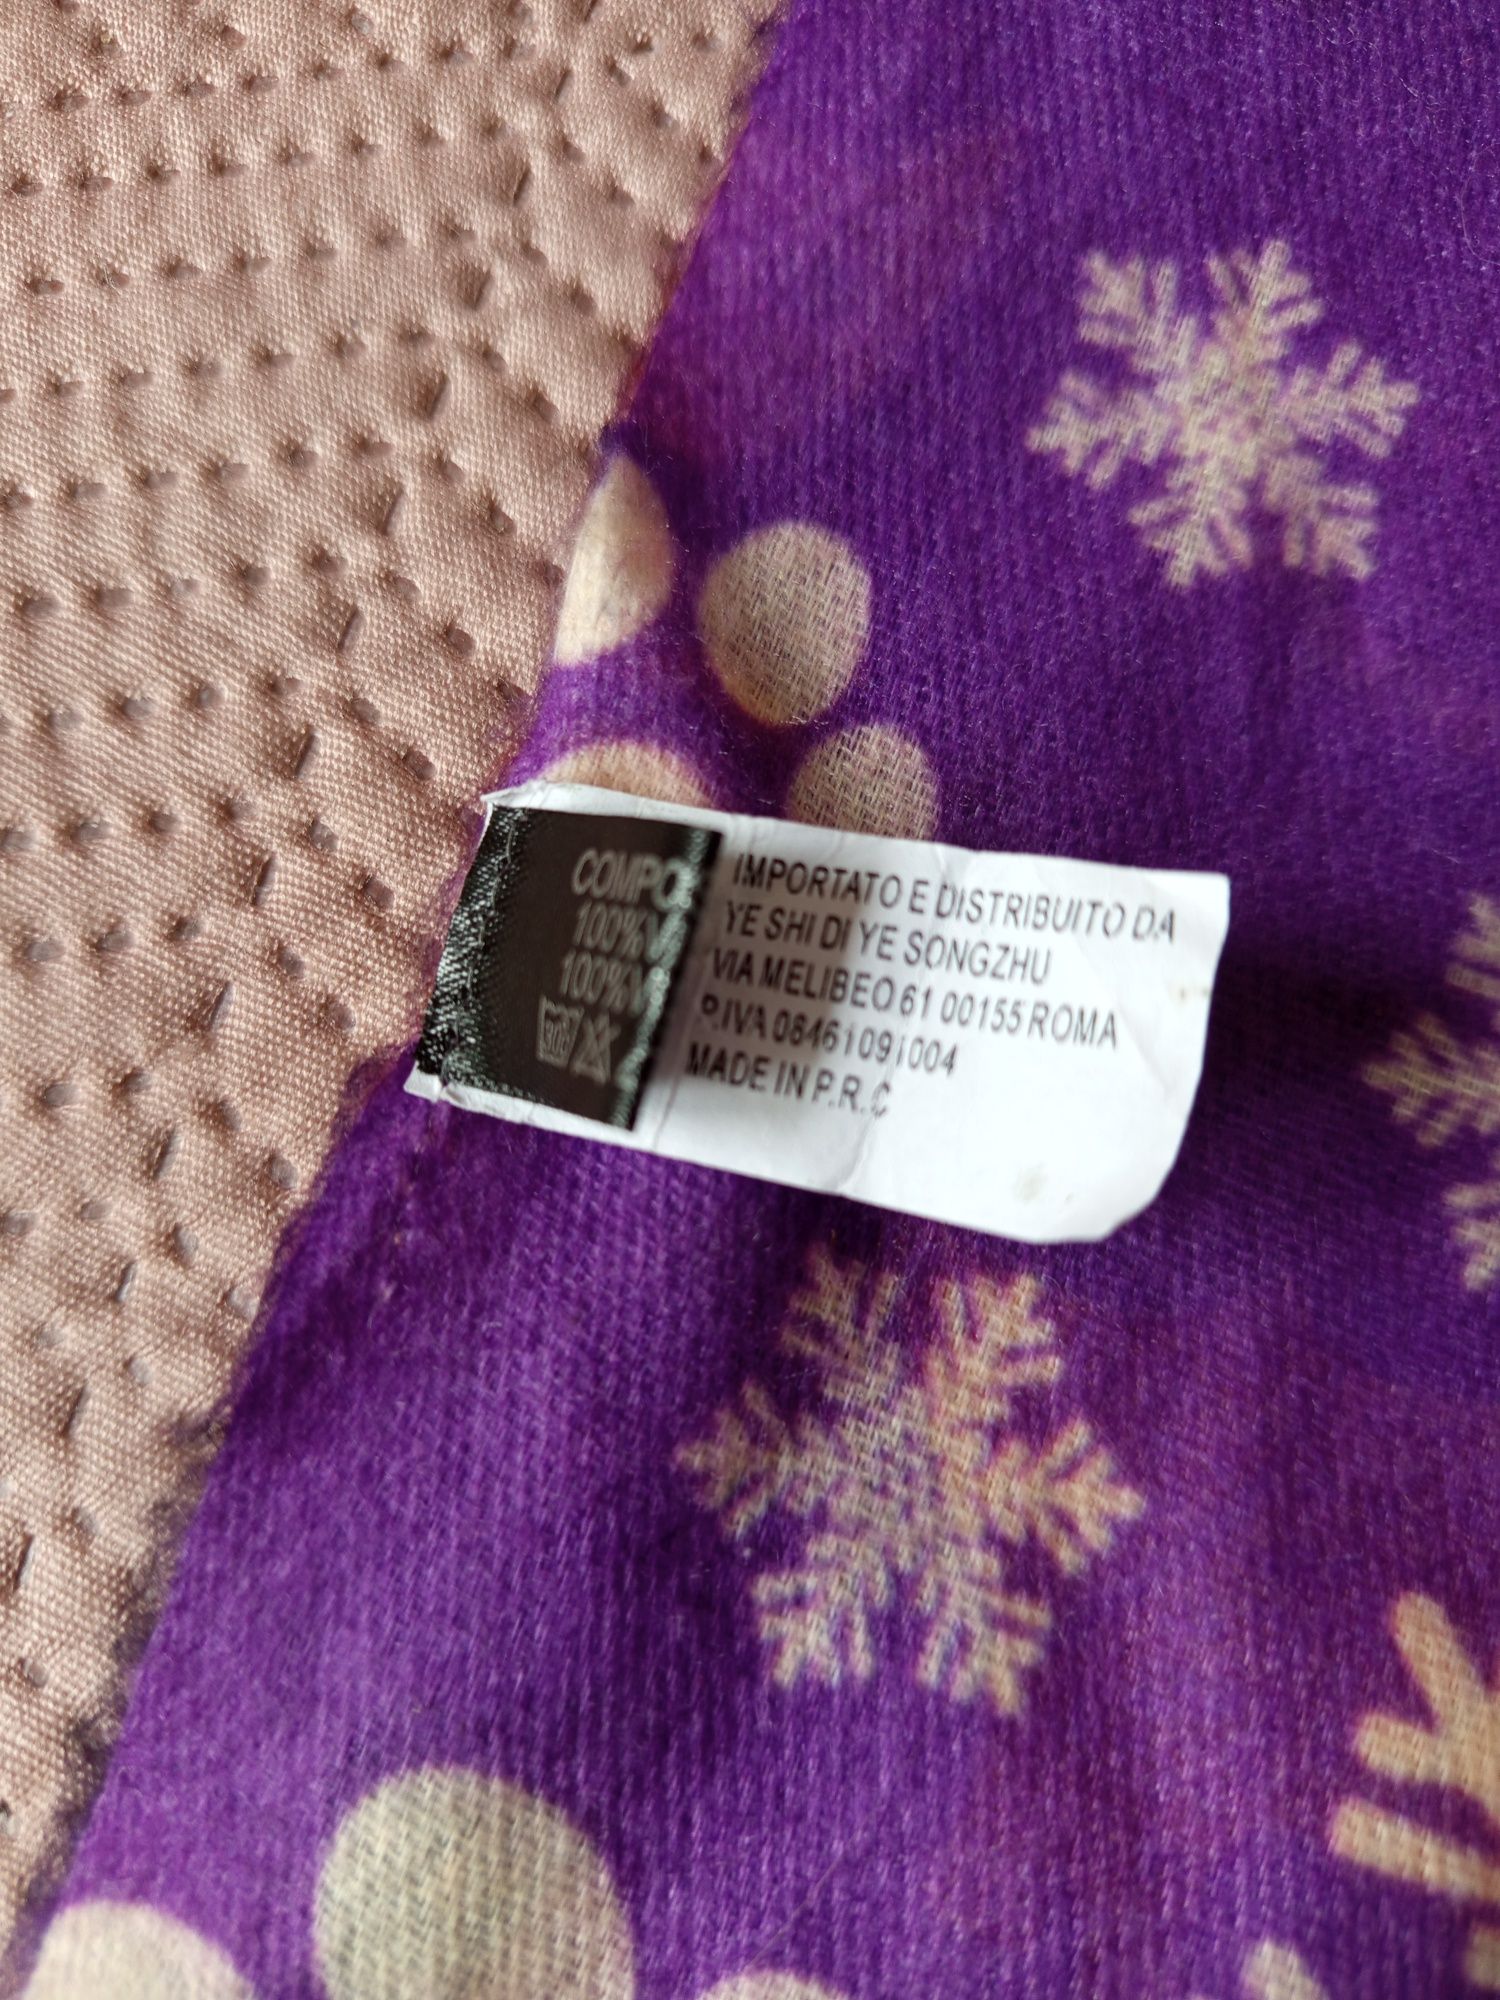 COMPO
100%V
100%V
30°
IMPORTATO E DISTRIBUITO DA
YE SHI DI YE SONGZHU
VIA MELIBEO 61 00155 ROMA
P.IVA 08461091004
MADE IN P.R.C